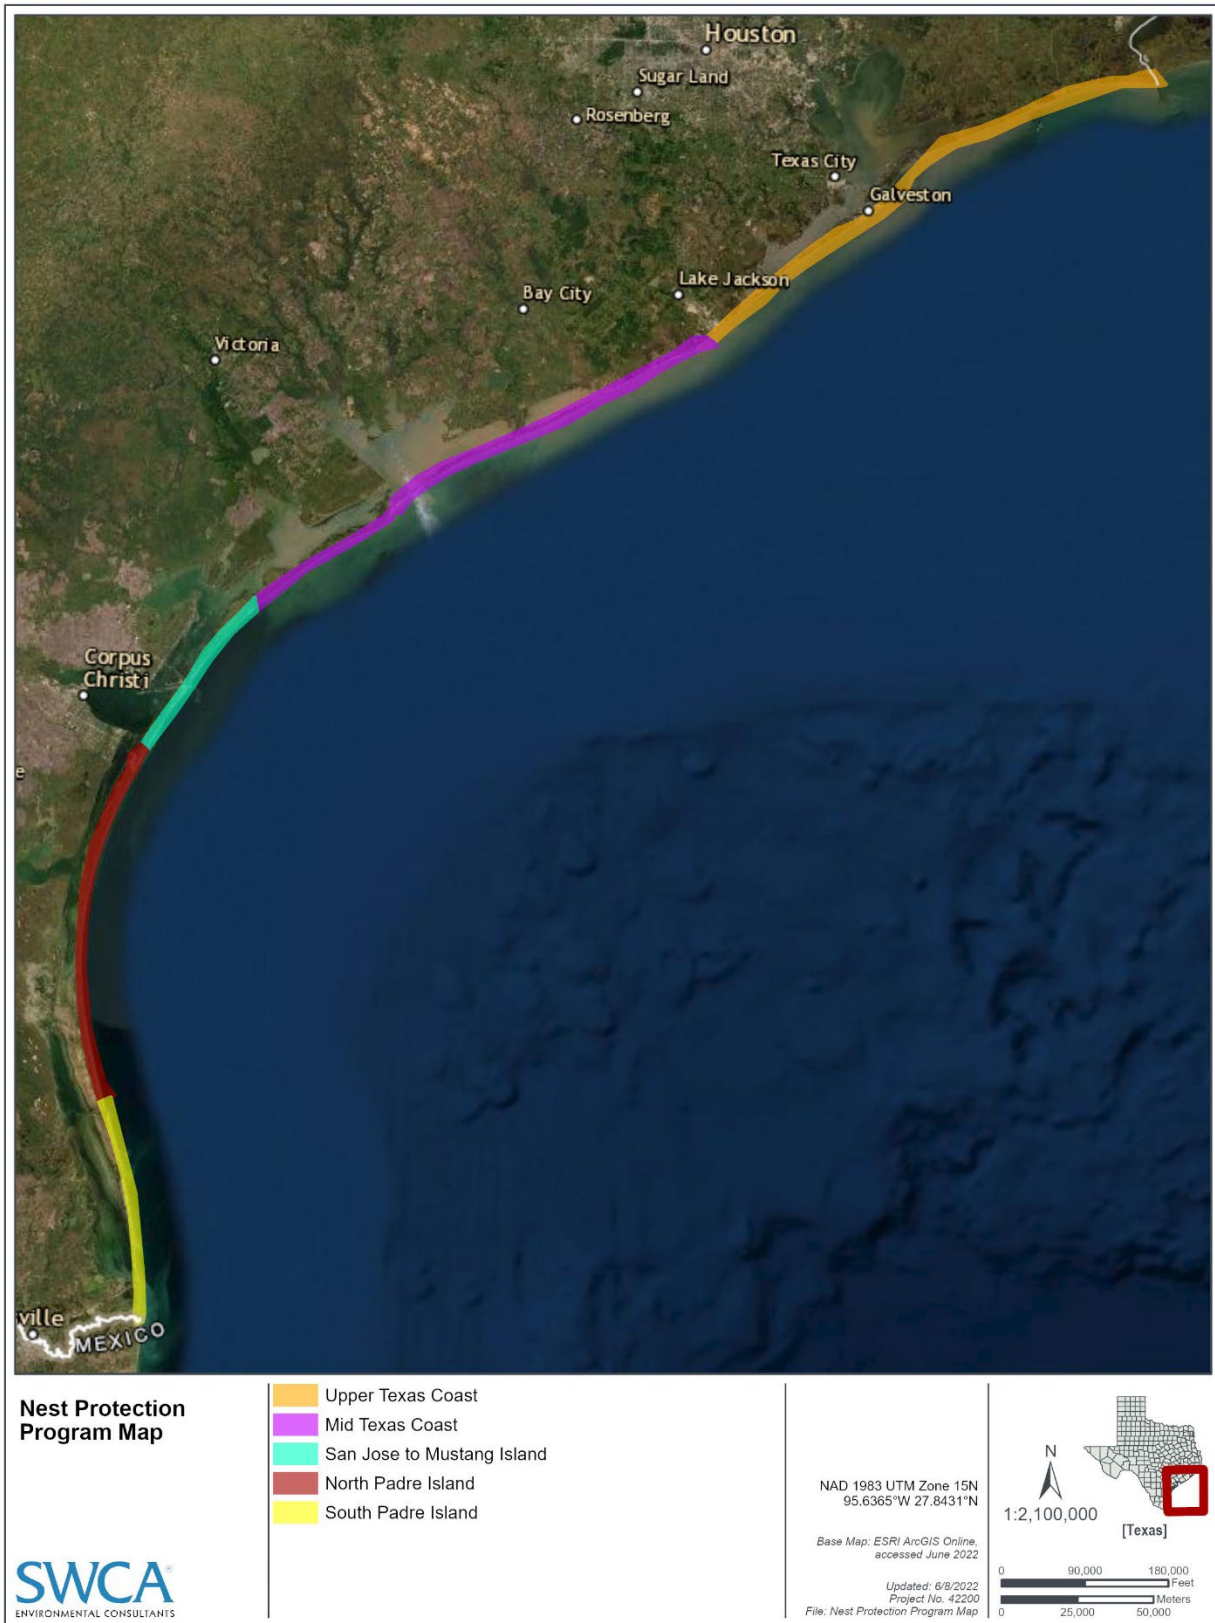 Houston
Sugar Land
Rosenberg
Texas City
Galveston
Lake Jackson
Bay City
Victoria
Corpus
Christi
e
ville
MEXICO
Nest Protection
Program Map
Upper Texas Coast
Mid Texas Coast
San Jose to Mustang Island
North Padre Island
South Padre Island
NAD 1983 UTM Zone 15N
95.6365°W 27.8431°N
Base Map: ESRI ArcGIS Online,
accessed June 2022
Updated: 6/8/2022
Project No. 42200
File: Nest Protection Program Map
N
1:2,100,000
[Texas]
0 90,000 180,000
Feet
Meters
0 25,000 50,000
SWCA®
ENVIRONMENTAL CONSULTANTS